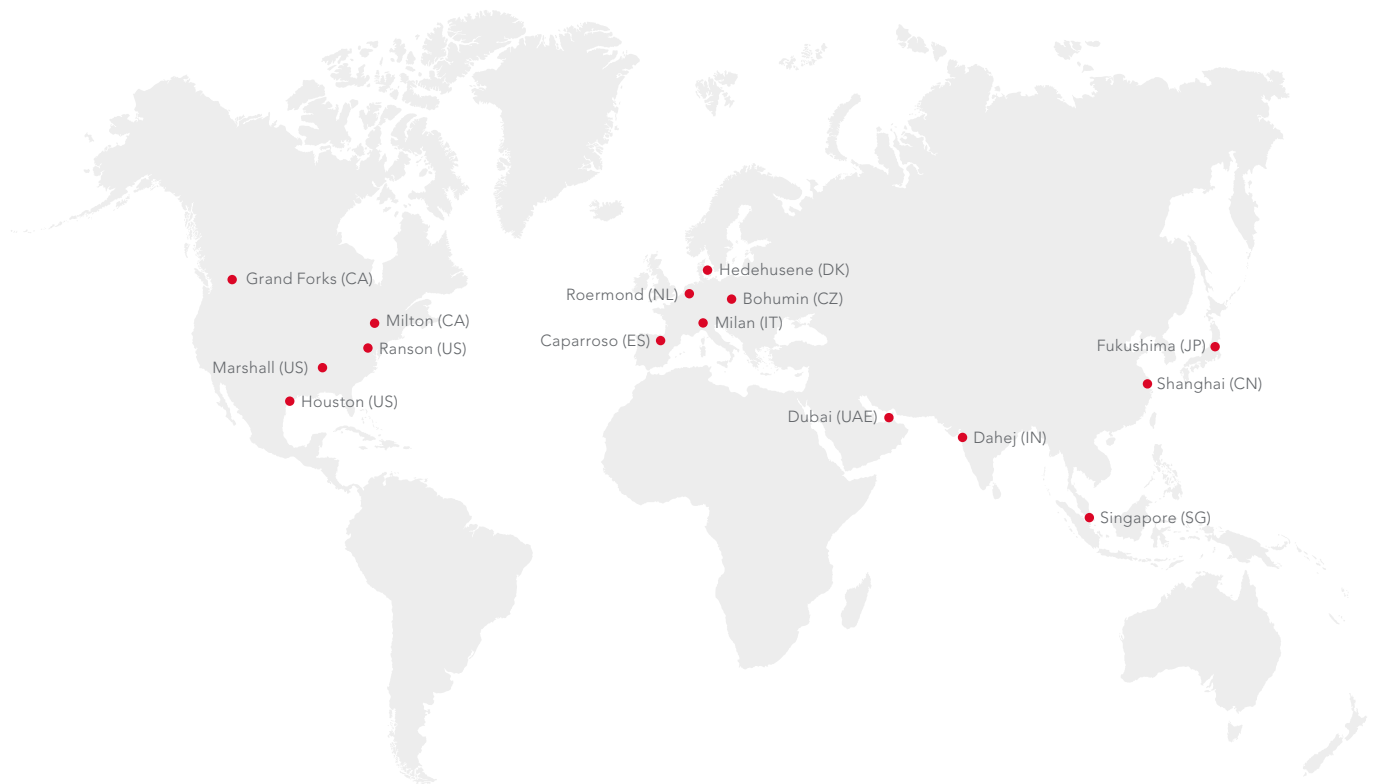 Hedehusene (DK)
Grand Forks (CA)
Roermond (NL)
Bohumin (CZ)
Milton (CA)
Milan (IT)
Caparroso (ES)
Ranson (US)
Fukushima (JP)
Marshall (US)
Shanghai (CN)
Houston (US)
Dubai (UAE)
Dahej (IN)
Singapore (SG)